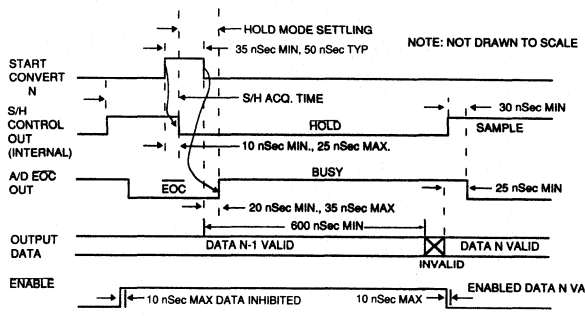 HOLD MODE SETTLING
35 nSec MIN, 50 nSec TYP
NOTE: NOT DRAWN TO SCALE
START
CONVERT
N
S/H ACQ. TIME
30 nSec MIN
S/H
CONTROL
OUT
(INTERNAL)
HOLD
SAMPLE
10 nSec MIN., 25 nSec MAX.
A/D EOC
OUT
EOC
BUSY
25 nSec MIN
20 nSec MIN., 35 nSec MAX
600 nSec MIN
OUTPUT
DATA
DATA N-1 VALID
DATA N VALID
INVALID
ENABLE
10 nSec MAX DATA INHIBITED
10 nSec MAX
ENABLED DATA N VA